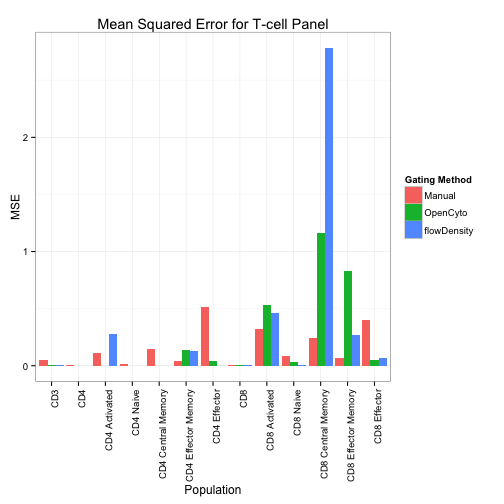 Mean Squared Error for T-cell Panel
MSE
2
1
0
CD3
CD4
CD4 Activated
CD4 Naive
CD4 Central Memory
CD4 Effector Memory
CD4 Effector
CD8
CD8 Activated
CD8 Naive
CD8 Central Memory
CD8 Effector Memory
CD8 Effector
Population
Gating Method
Manual
OpenCyto
flowDensity